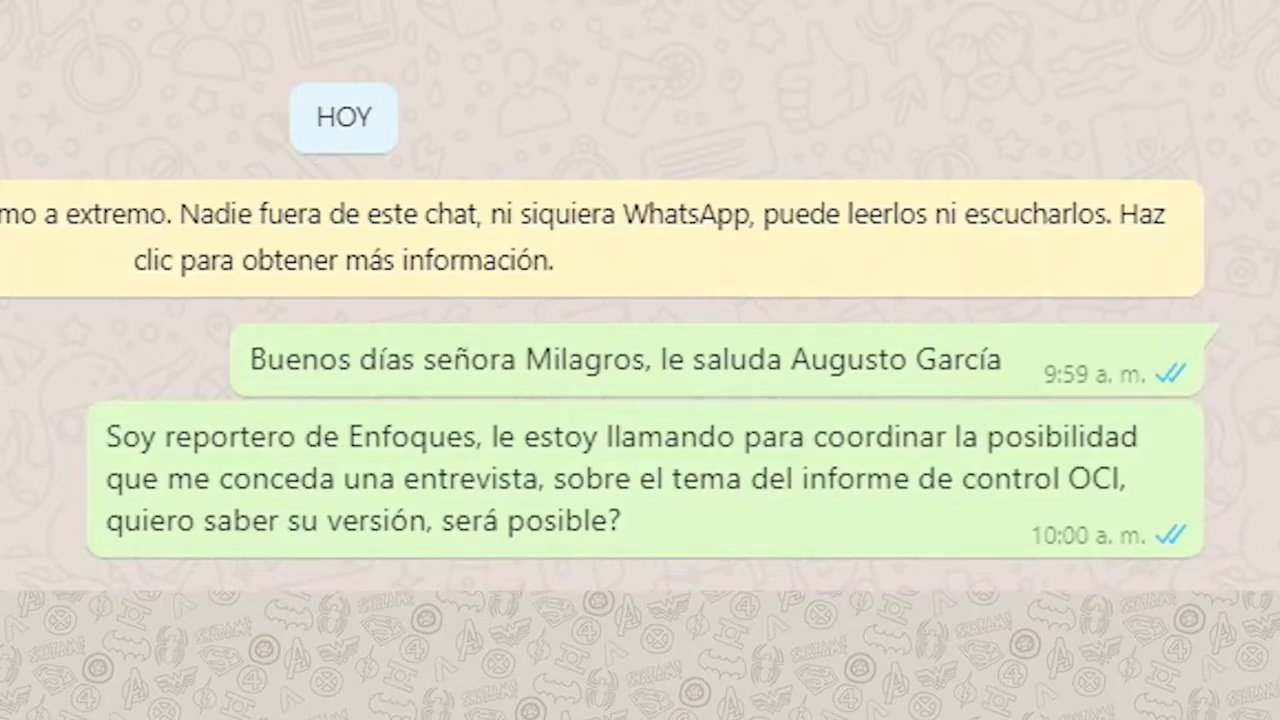 HOY
mo a extremo. Nadie fuera de este chat, ni siquiera WhatsApp, puede leerlos ni escucharlos. Haz
clic para obtener más información.
Buenos días señora Milagros, le saluda Augusto García
9:59 a. m.
Soy reportero de Enfoques, le estoy llamando para coordinar la posibilidad
que me conceda una entrevista, sobre el tema del informe de control OCI,
quiero saber su versión, será posible?
10:00 a. m.